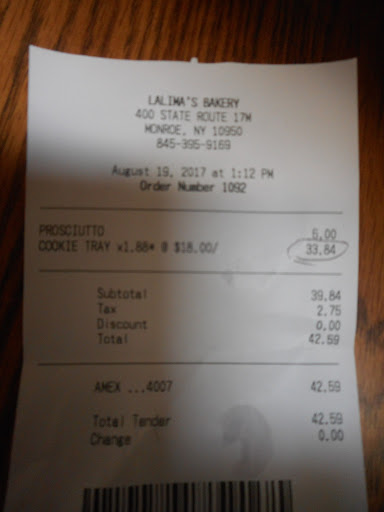 LALIMA'S BAKERY
400 STATE ROUTE 17M
MONROE, NY 10950
845-395-9169
August 19, 2017 at 1:12 PM
Order Number 1092
PROSCIUTTO 6.00
COOKIE TRAY x1.88* @ $18.00/ 33.84
Subtotal 39.84
Tax 2.75
Discount 0.00
Total 42.59
AMEX ...4007 42.59
Total Tender 42.59
Change 0.00